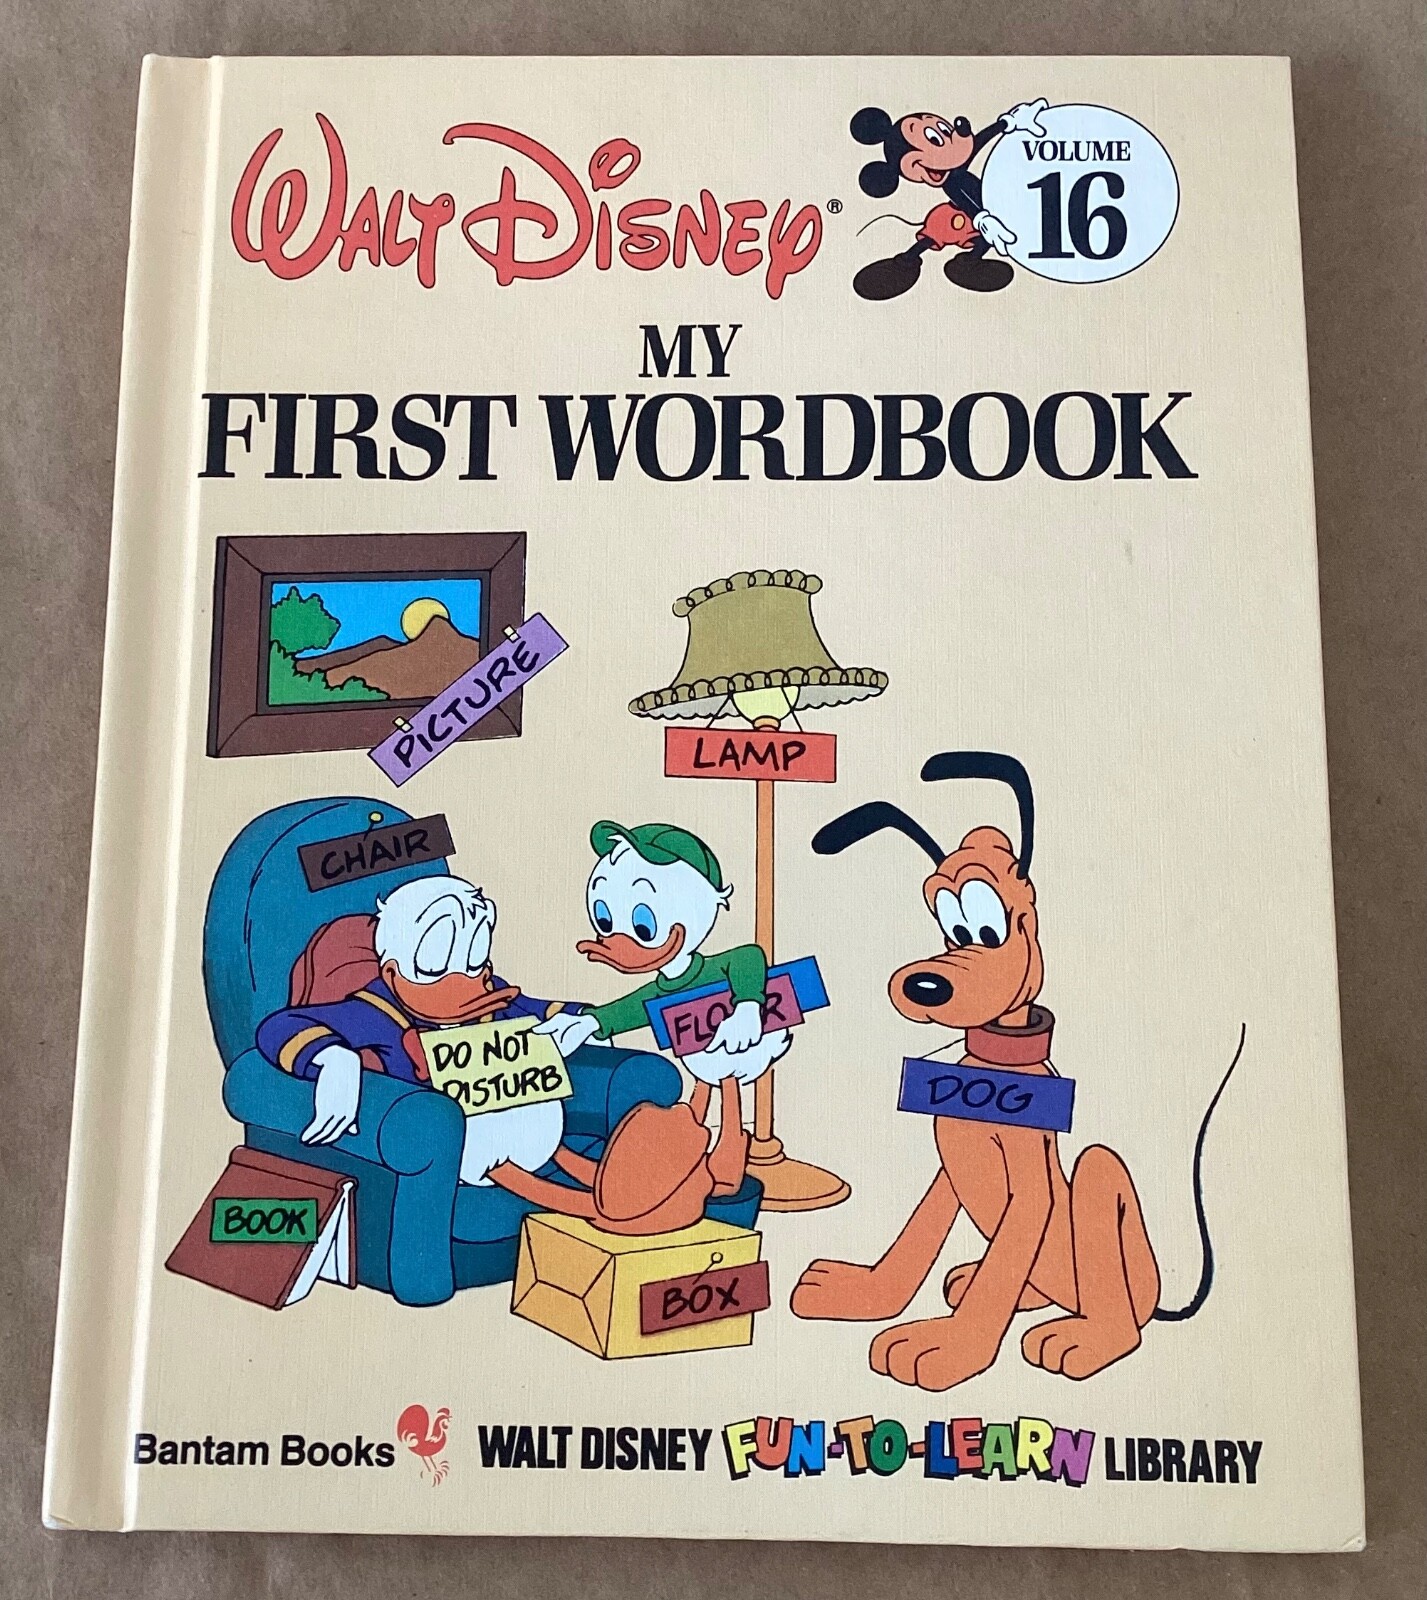 WALT DISNEY®
VOLUME
16
MY
FIRST WORDBOOK
PICTURE
LAMP
CHAIR
DO NOT
DISTURB
FLOOR
DOG
BOOK
BOX
Bantam Books
WALT DISNEY FUN-TO-LEARN LIBRARY